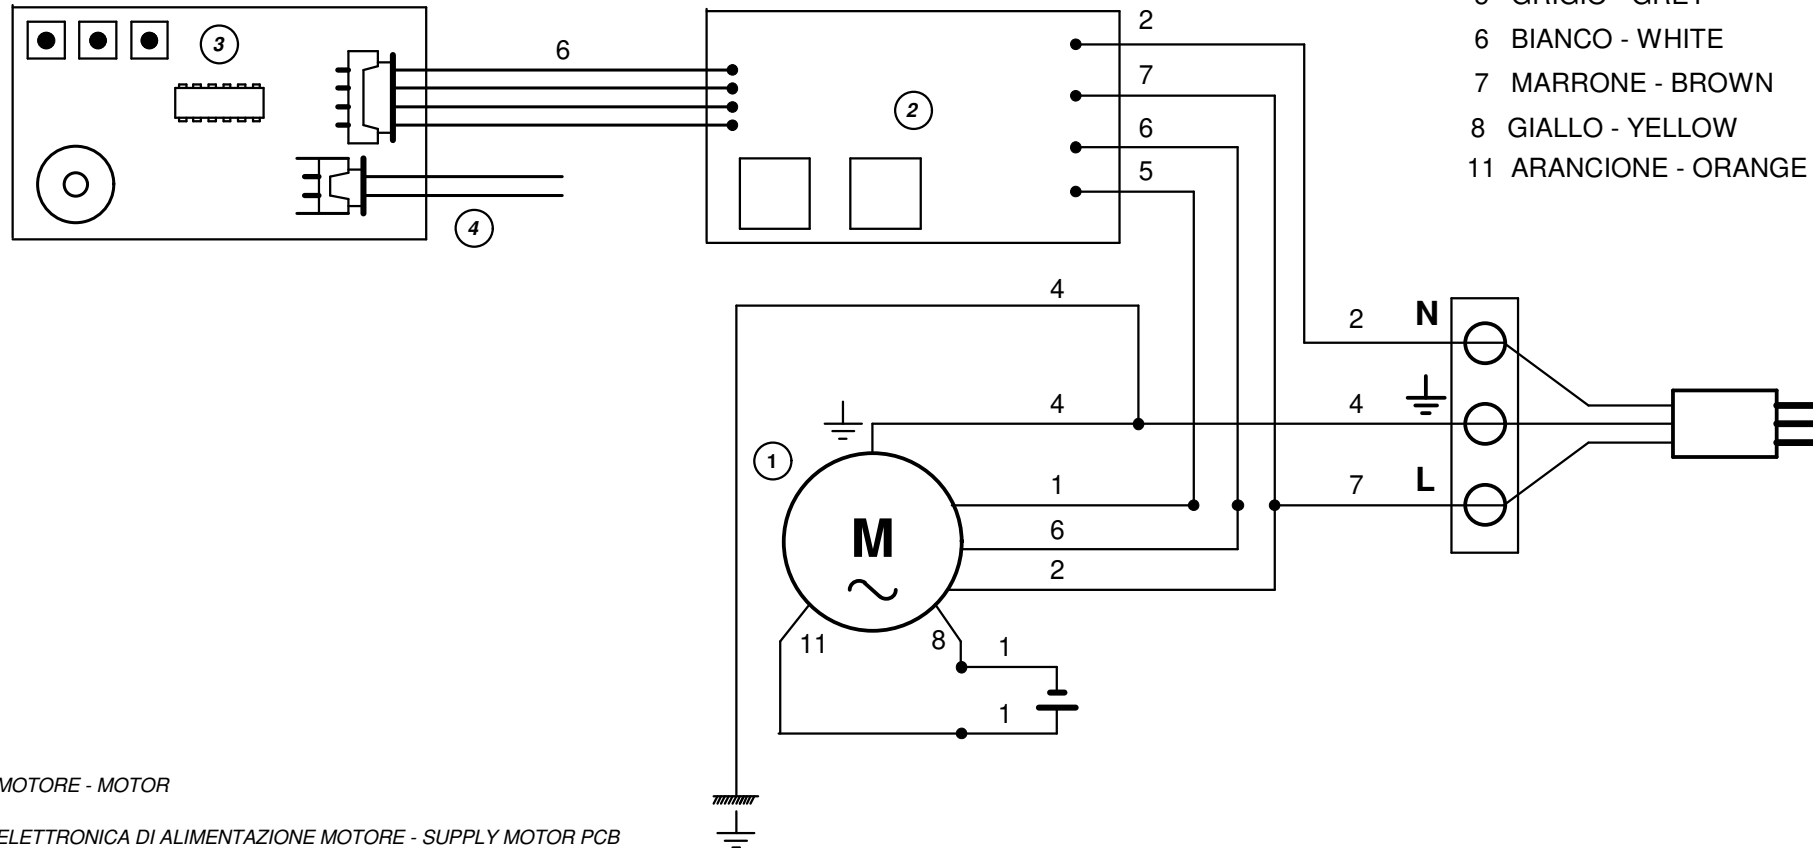 3
6
2
4
2
7
6
5
5 GRIGIO - GREY
6 BIANCO - WHITE
7 MARRONE - BROWN
8 GIALLO - YELLOW
11 ARANCIONE - ORANGE
4
2
N
4
4
1
1
7
L
M
6
2
11
8
1
1
MOTORE - MOTOR
ELETTRONICA DI ALIMENTAZIONE MOTORE - SUPPLY MOTOR PCB